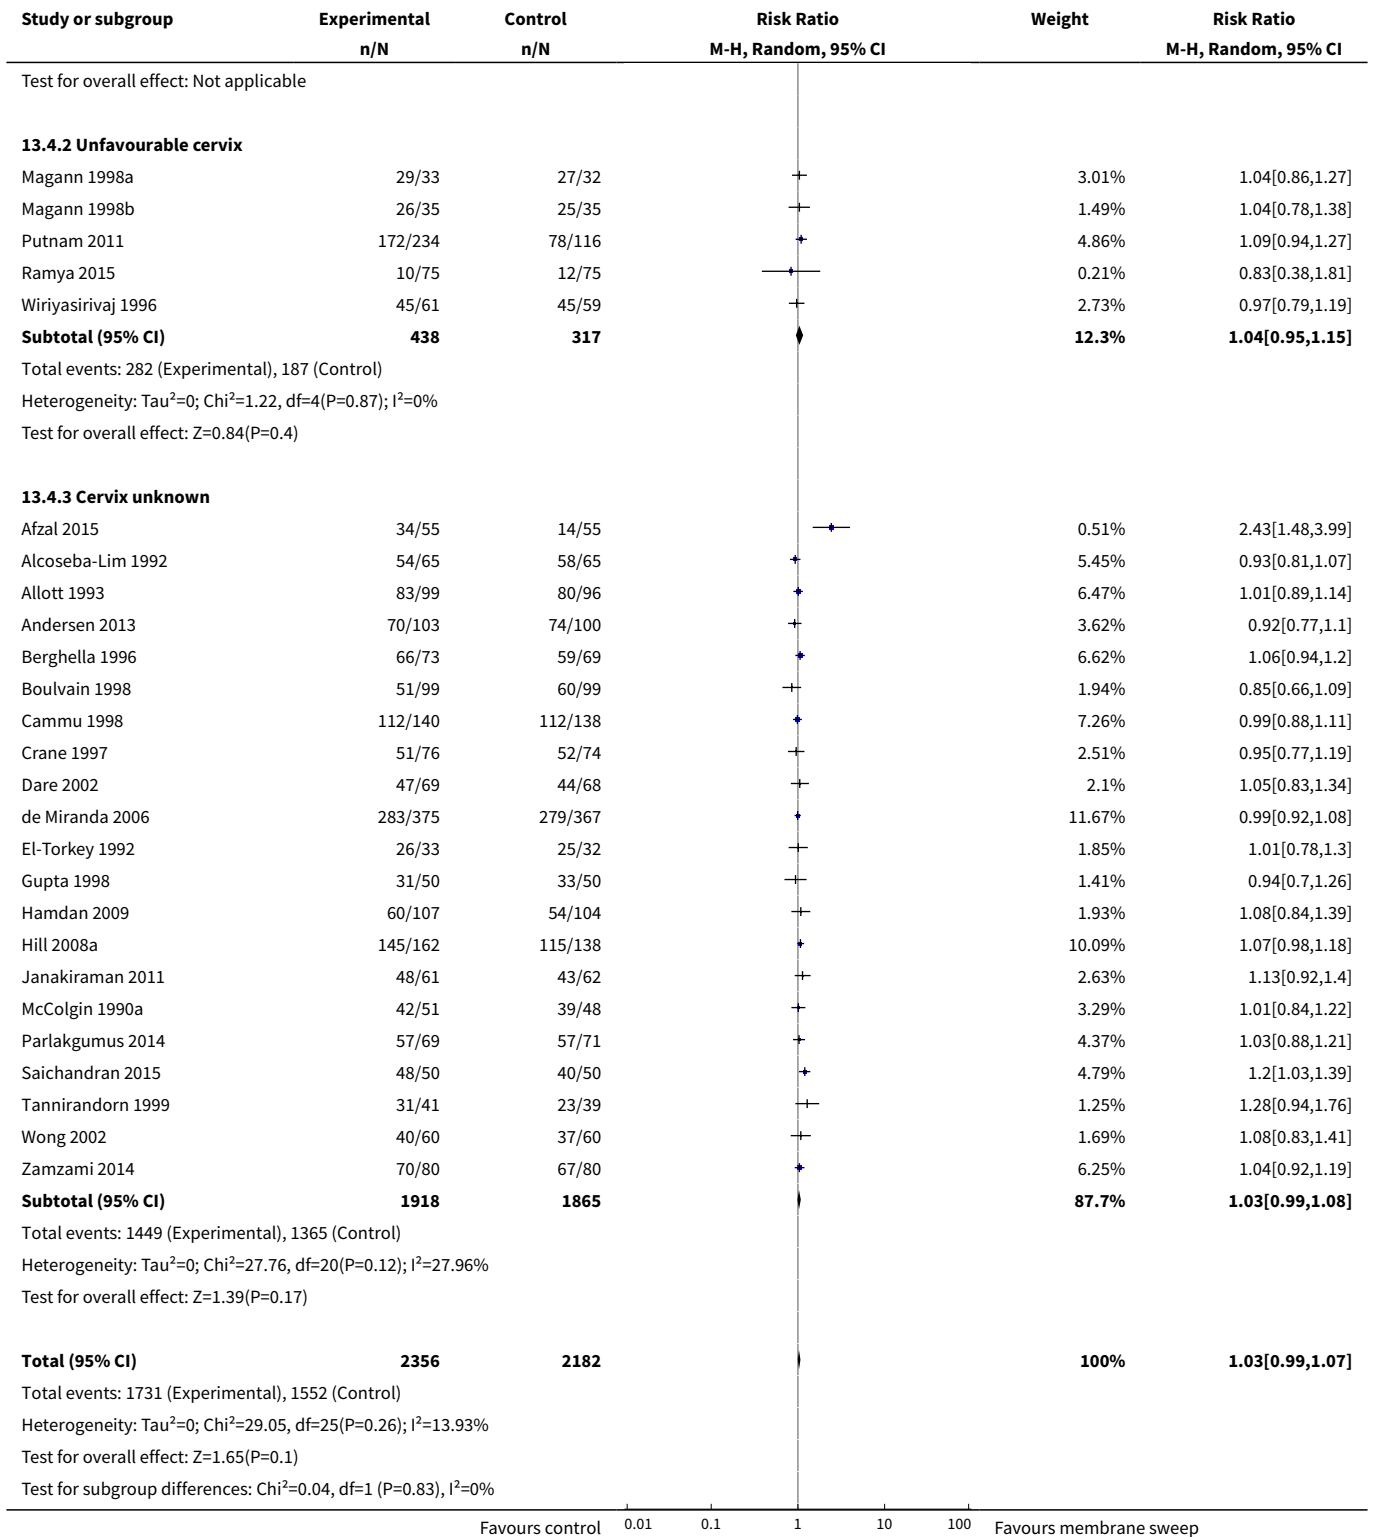 Study or subgroup Experimental Control Risk Ratio Weight Risk Ratio
n/N n/N M-H, Random, 95% CI M-H, Random, 95% CI
Test for overall effect: Not applicable
13.4.2 Unfavourable cervix
Magann 1998a 29/33 27/32 3.01% 1.04[0.86,1.27]
Magann 1998b 26/35 25/35 1.49% 1.04[0.78,1.38]
Putnam 2011 172/234 78/116 4.86% 1.09[0.94,1.27]
Ramya 2015 10/75 12/75 0.21% 0.83[0.38,1.81]
Wiriyasirivaj 1996 45/61 45/59 2.73% 0.97[0.79,1.19]
Subtotal (95% CI) 438 317 12.3% 1.04[0.95,1.15]
Total events: 282 (Experimental), 187 (Control)
Heterogeneity: Tau²=0; Chi²=1.22, df=4(P=0.87); I²=0%
Test for overall effect: Z=0.84(P=0.4)
13.4.3 Cervix unknown
Afzal 2015 34/55 14/55 0.51% 2.43[1.48,3.99]
Alcoseba-Lim 1992 54/65 58/65 5.45% 0.93[0.81,1.07]
Allott 1993 83/99 80/96 6.47% 1.01[0.89,1.14]
Andersen 2013 70/103 74/100 3.62% 0.92[0.77,1.1]
Berghella 1996 66/73 59/69 6.62% 1.06[0.94,1.2]
Boulvain 1998 51/99 60/99 1.94% 0.85[0.66,1.09]
Cammu 1998 112/140 112/138 7.26% 0.99[0.88,1.11]
Crane 1997 51/76 52/74 2.51% 0.95[0.77,1.19]
Dare 2002 47/69 44/68 2.1% 1.05[0.83,1.34]
de Miranda 2006 283/375 279/367 11.67% 0.99[0.92,1.08]
El-Torkey 1992 26/33 25/32 1.85% 1.01[0.78,1.3]
Gupta 1998 31/50 33/50 1.41% 0.94[0.7,1.26]
Hamdan 2009 60/107 54/104 1.93% 1.08[0.84,1.39]
Hill 2008a 145/162 115/138 10.09% 1.07[0.98,1.18]
Janakiraman 2011 48/61 43/62 2.63% 1.13[0.92,1.4]
McColgin 1990a 42/51 39/48 3.29% 1.01[0.84,1.22]
Parlakgumus 2014 57/69 57/71 4.37% 1.03[0.88,1.21]
Saichandran 2015 48/50 40/50 4.79% 1.2[1.03,1.39]
Tannirandorn 1999 31/41 23/39 1.25% 1.28[0.94,1.76]
Wong 2002 40/60 37/60 1.69% 1.08[0.83,1.41]
Zamzami 2014 70/80 67/80 6.25% 1.04[0.92,1.19]
Subtotal (95% CI) 1918 1865 87.7% 1.03[0.99,1.08]
Total events: 1449 (Experimental), 1365 (Control)
Heterogeneity: Tau²=0; Chi²=27.76, df=20(P=0.12); I²=27.96%
Test for overall effect: Z=1.39(P=0.17)
Total (95% CI) 2356 2182 100% 1.03[0.99,1.07]
Total events: 1731 (Experimental), 1552 (Control)
Heterogeneity: Tau²=0; Chi²=29.05, df=25(P=0.26); I²=13.93%
Test for overall effect: Z=1.65(P=0.1)
Test for subgroup differences: Chi²=0.04, df=1 (P=0.83), I²=0%
Favours control 0.01 0.1 1 10 100 Favours membrane sweep